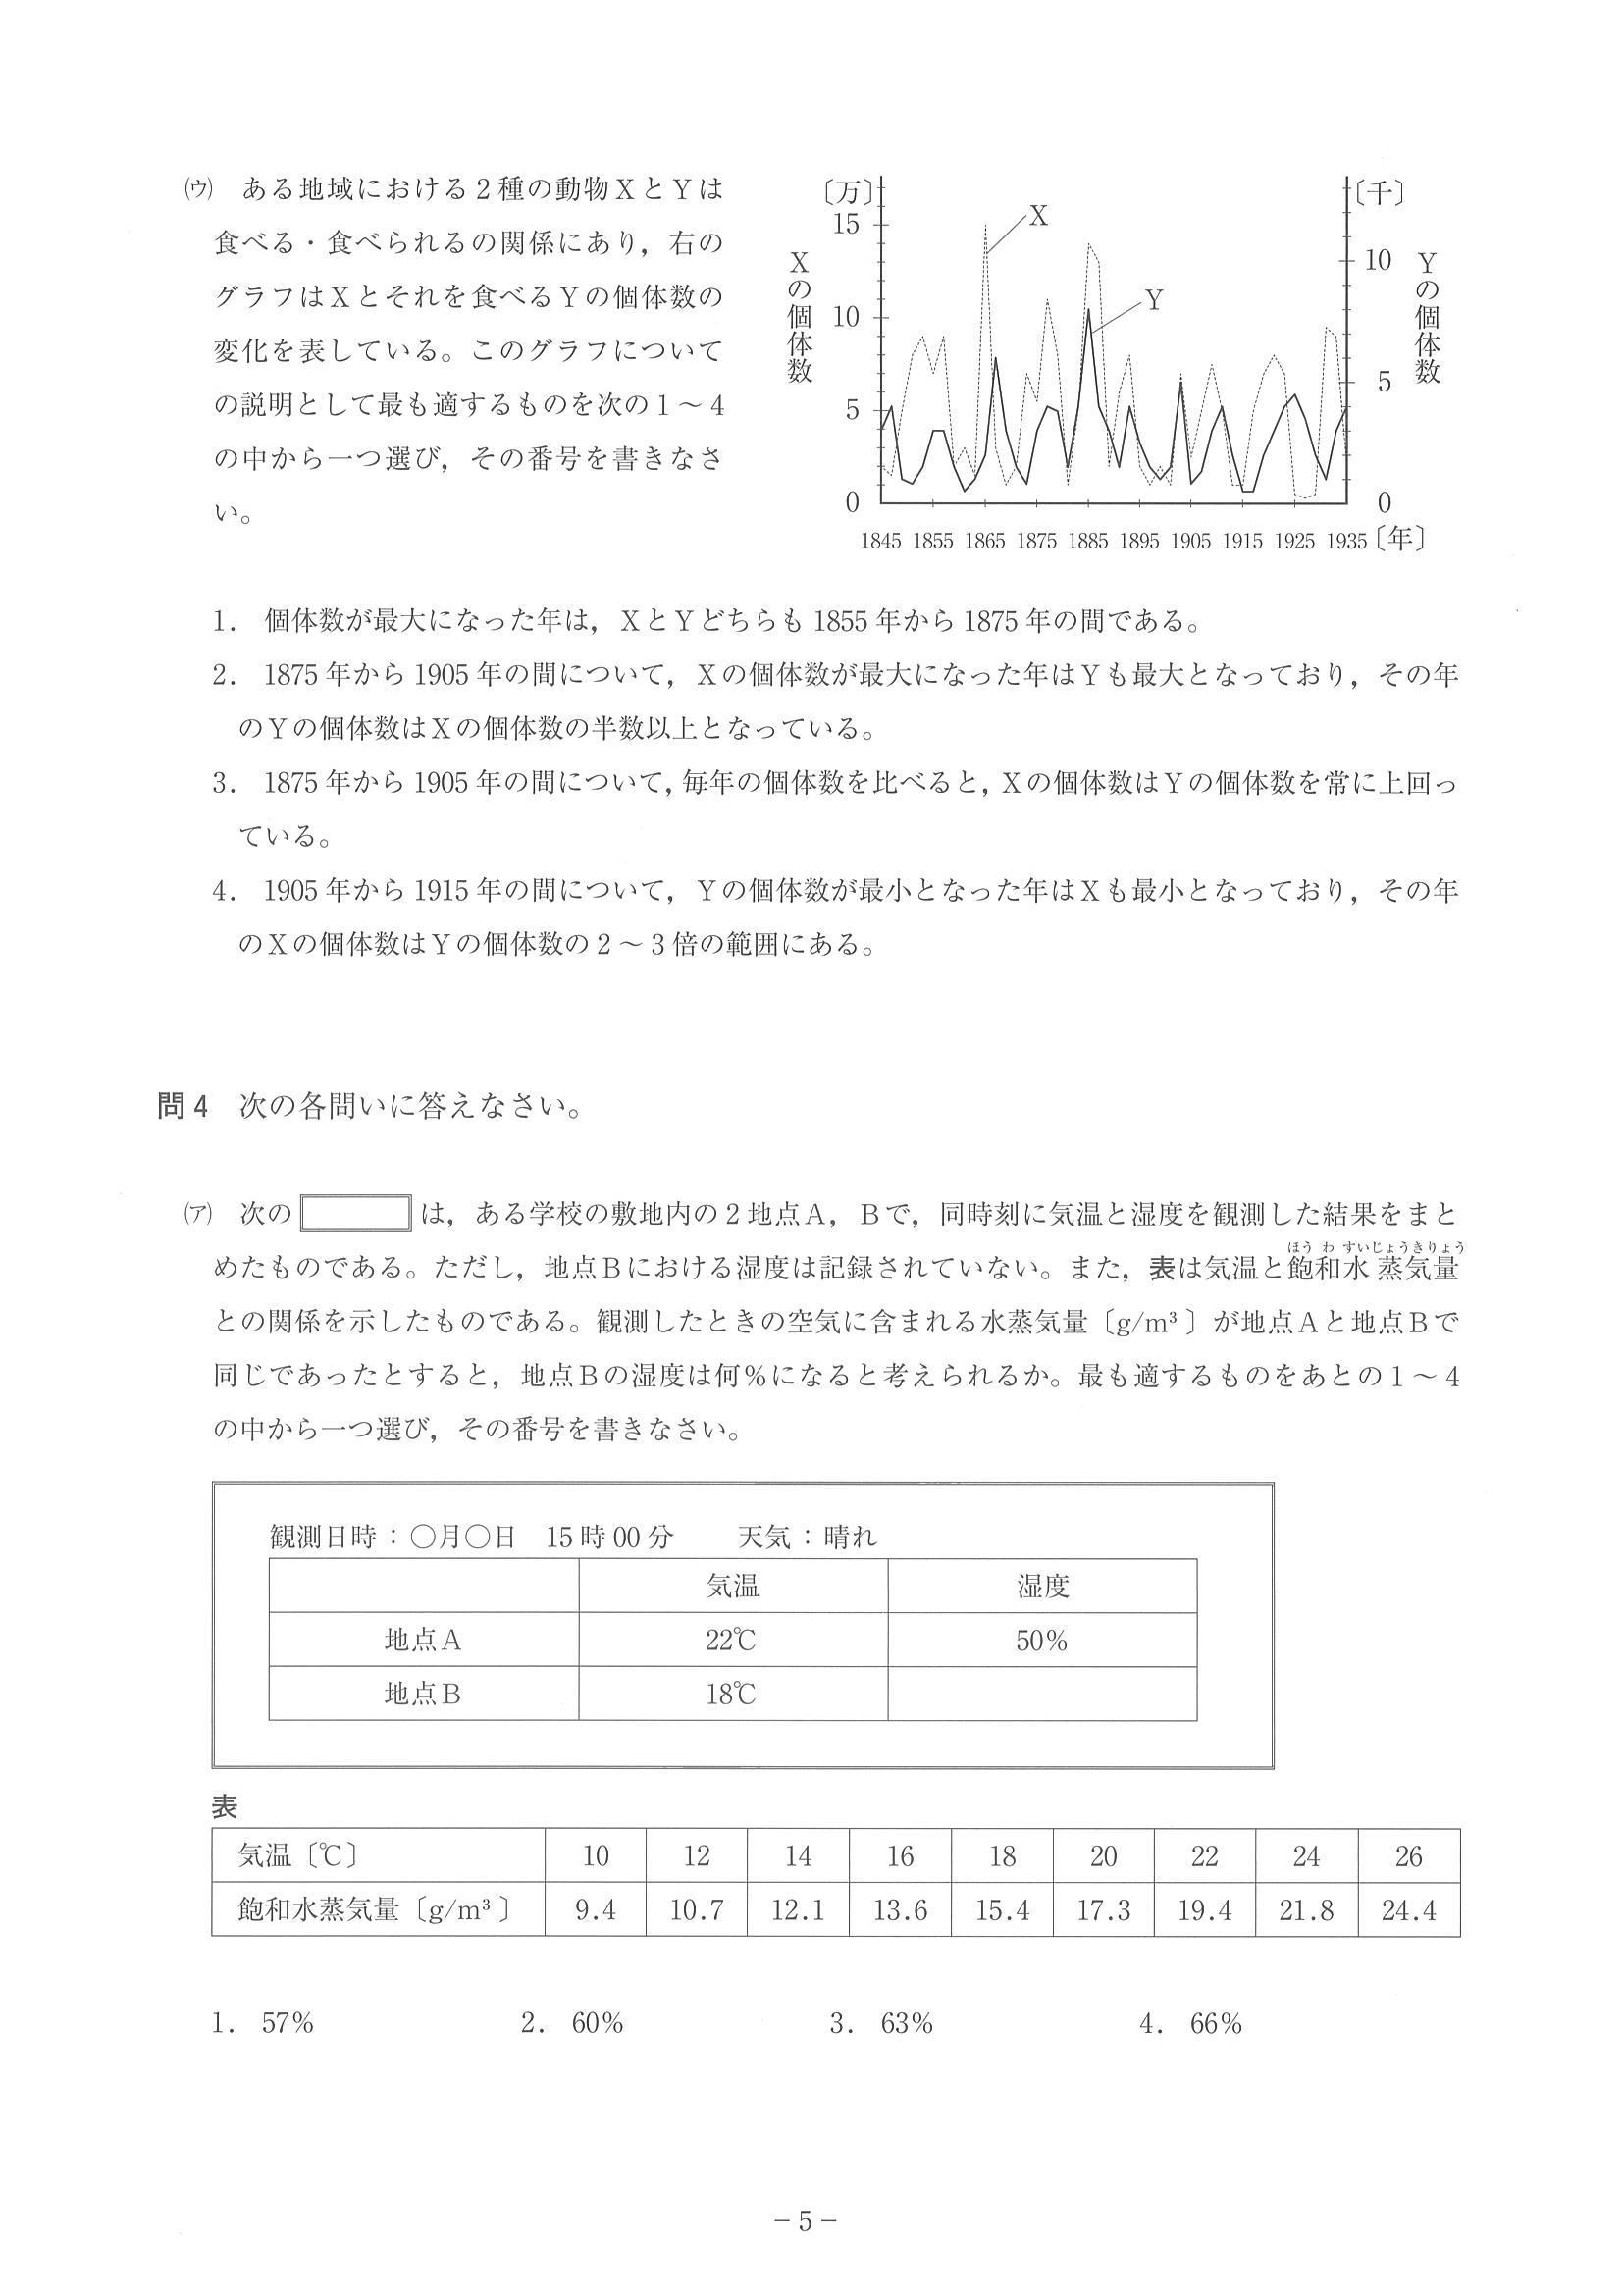 (ウ) ある地域における2種の動物XとYは
食べる・食べられるの関係にあり，右の
グラフはXとそれを食べるYの個体数の
変化を表している。このグラフについて
の説明として最も適するものを次の1～4
の中から一つ選び，その番号を書きなさ
い。
〔万〕
15
10
5
0
Xの個体数
X
Y
〔千〕
10
5
0
Yの個体数
1845 1855 1865 1875 1885 1895 1905 1915 1925 1935〔年〕
1. 個体数が最大になった年は，XとYどちらも1855年から1875年の間である。
2. 1875年から1905年の間について，Xの個体数が最大になった年はYも最大となっており，その年
のYの個体数はXの個体数の半数以上となっている。
3. 1875年から1905年の間について，毎年の個体数を比べると，Xの個体数はYの個体数を常に上回っ
ている。
4. 1905年から1915年の間について，Yの個体数が最小となった年はXも最小となっており，その年
のXの個体数はYの個体数の2～3倍の範囲にある。
問4 次の各問いに答えなさい。
(ア) 次の は，ある学校の敷地内の2地点A，Bで，同時刻に気温と湿度を観測した結果をまと
ほうわすいじょうきりょう
めたものである。ただし，地点Bにおける湿度は記録されていない。また，表は気温と飽和水蒸気量
との関係を示したものである。観測したときの空気に含まれる水蒸気量〔g/m³〕が地点Aと地点Bで
同じであったとすると，地点Bの湿度は何％になると考えられるか。最も適するものをあとの1～4
の中から一つ選び，その番号を書きなさい。
観測日時：○月○日 15時00分 天気：晴れ
気温 湿度
地点A 22℃ 50%
地点B 18℃
表
気温〔℃〕 10 12 14 16 18 20 22 24 26
飽和水蒸気量〔g/m³〕 9.4 10.7 12.1 13.6 15.4 17.3 19.4 21.8 24.4
1. 57% 2. 60% 3. 63% 4. 66%
－5－